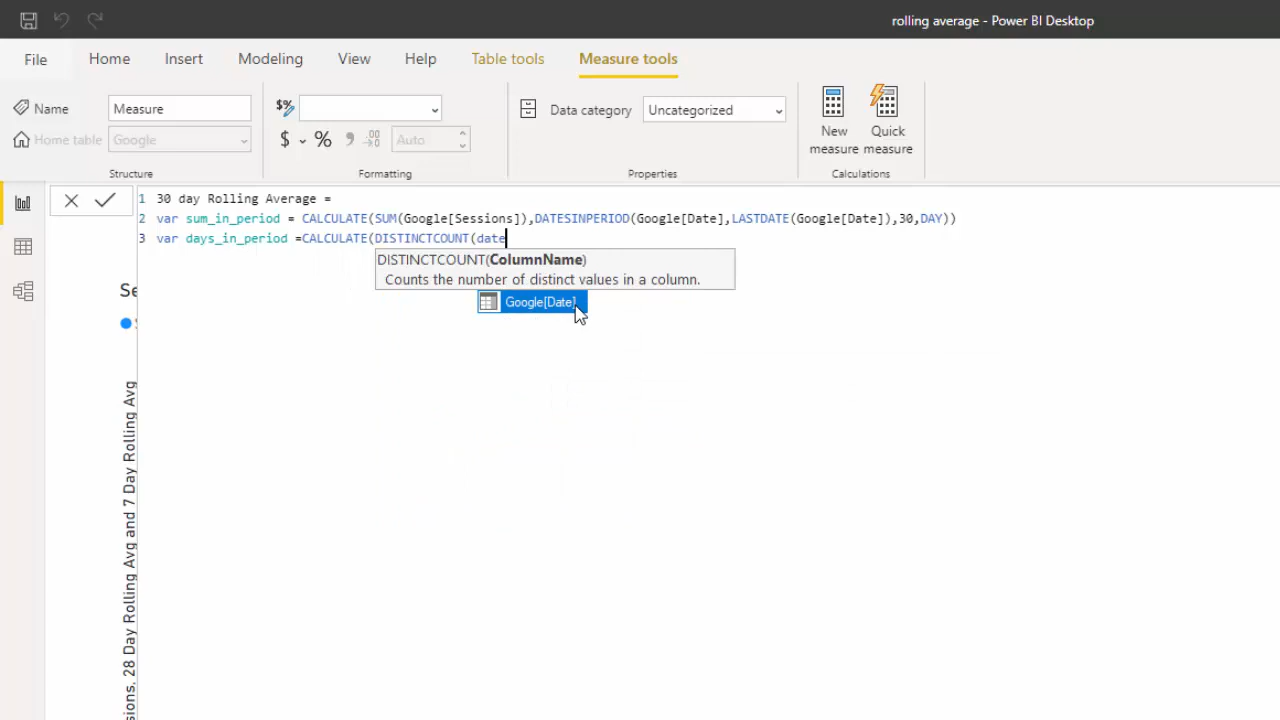 rolling average - Power BI Desktop
File Home Insert Modeling View Help Table tools Measure tools
Name Measure
Home table Google
Structure
$%
$ % .00 Auto
Formatting
Data category Uncategorized
Properties
New measure
Quick measure
Calculations
1 30 day Rolling Average =
2 var sum_in_period = CALCULATE(SUM(Google[Sessions]),DATESINPERIOD(Google[Date],LASTDATE(Google[Date]),30,DAY))
3 var days_in_period =CALCULATE(DISTINCTCOUNT(date
DISTINCTCOUNT(ColumnName)
Counts the number of distinct values in a column.
Google[Date]
Se
28 Day Rolling Avg and 7 Day Rolling Avg